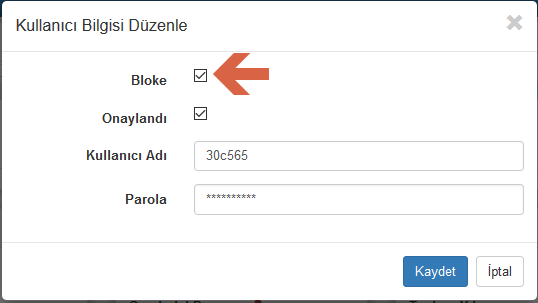 Kullanıcı Bilgisi Düzenle
Bloke
Onaylandı
Kullanıcı Adı 30c565
Parola **********
Kaydet İptal